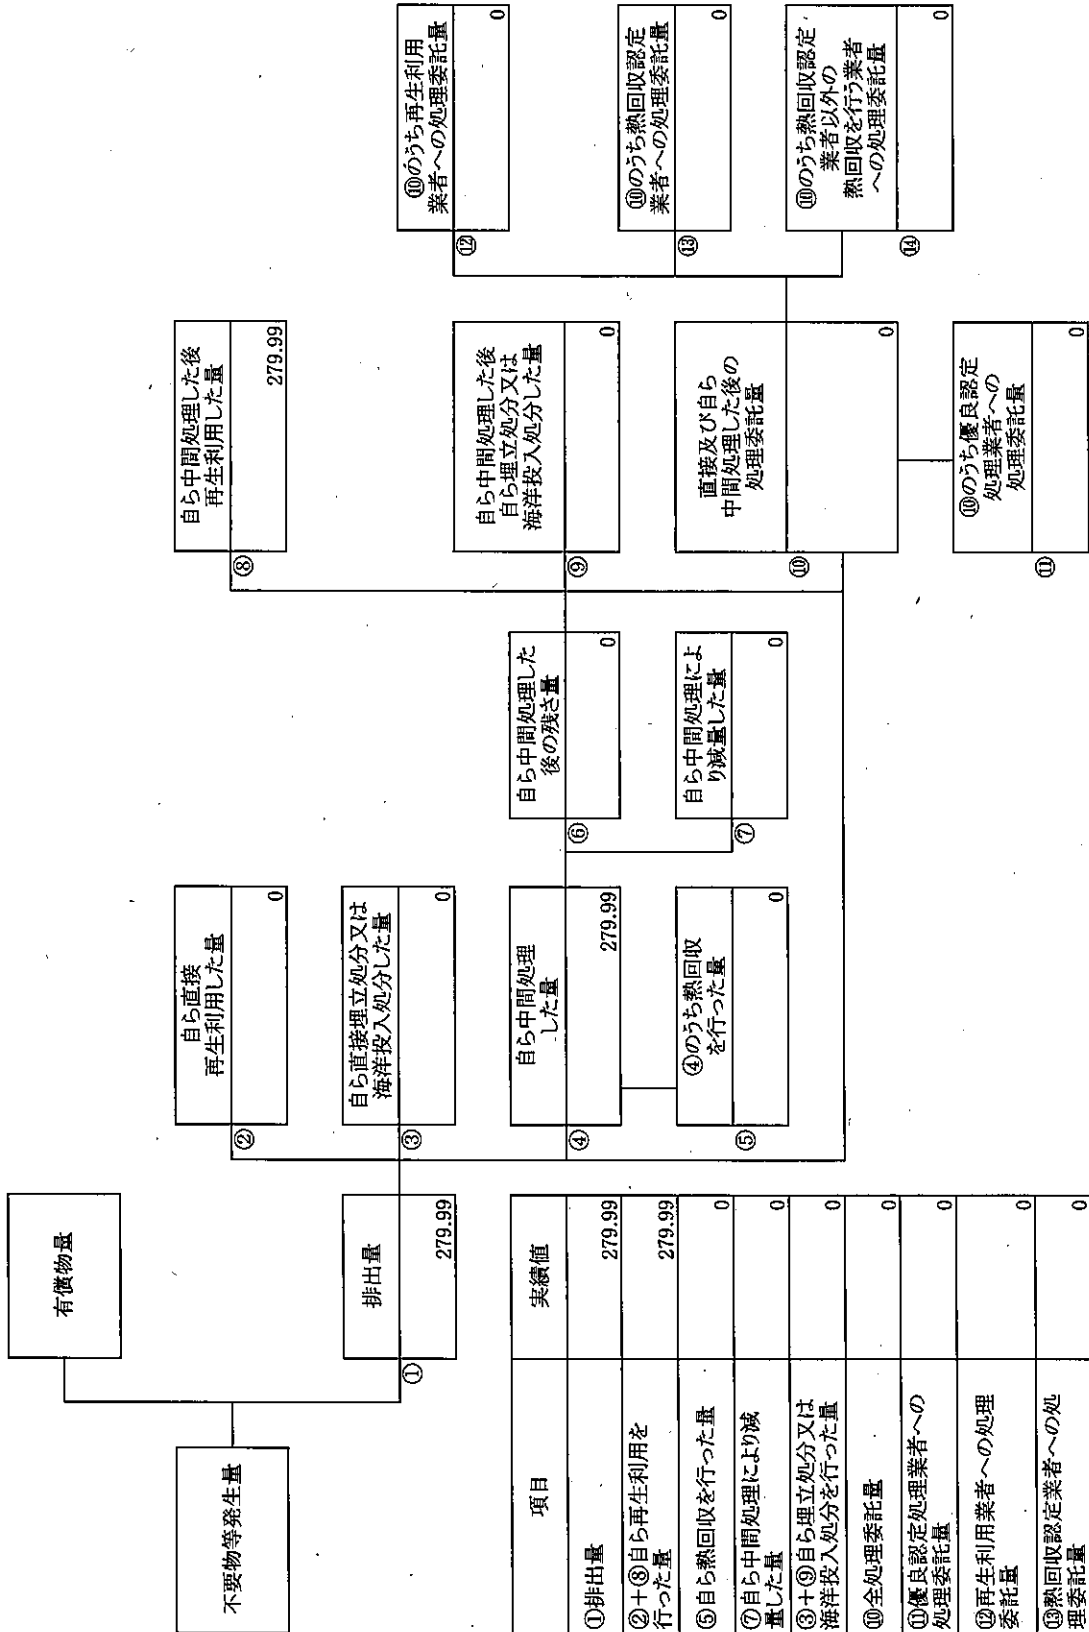 不要物等発生量
有償物量
①
排出量
279.99
②
自ら直接
再生利用した量
0
③
自ら直接埋立処分又は
海洋投入処分した量
0
④
自ら中間処理
した量
279.99
⑤
④のうち熱回収
を行った量
0
⑥
自ら中間処理した
後の残さ量
0
⑦
自ら中間処理によ
り減量した量
0
⑧
自ら中間処理した後
再生利用した量
279.99
⑨
自ら中間処理した後
自ら埋立処分又は
海洋投入処分した量
0
⑩
直接及び自ら
中間処理した後の
処理委託量
0
⑪
⑩のうち優良認定
処理業者への
処理委託量
0
⑫
⑩のうち再生利用
業者への処理委託量
0
⑬
⑩のうち熱回収認定
業者への処理委託量
0
⑭
⑩のうち熱回収認定
業者以外の
熱回収を行う業者
への処理委託量
0
項目 実績値
①排出量 279.99
②+⑧自ら再生利用を
行った量 279.99
⑤自ら熱回収を行った量 0
⑦自ら中間処理により減
量した量 0
③+⑨自ら埋立処分又は
海洋投入処分を行った量 0
⑩全処理委託量 0
⑪優良認定処理業者への
処理委託量 0
⑫再生利用業者への処理
委託量 0
⑬熱回収認定業者への処
理委託量 0